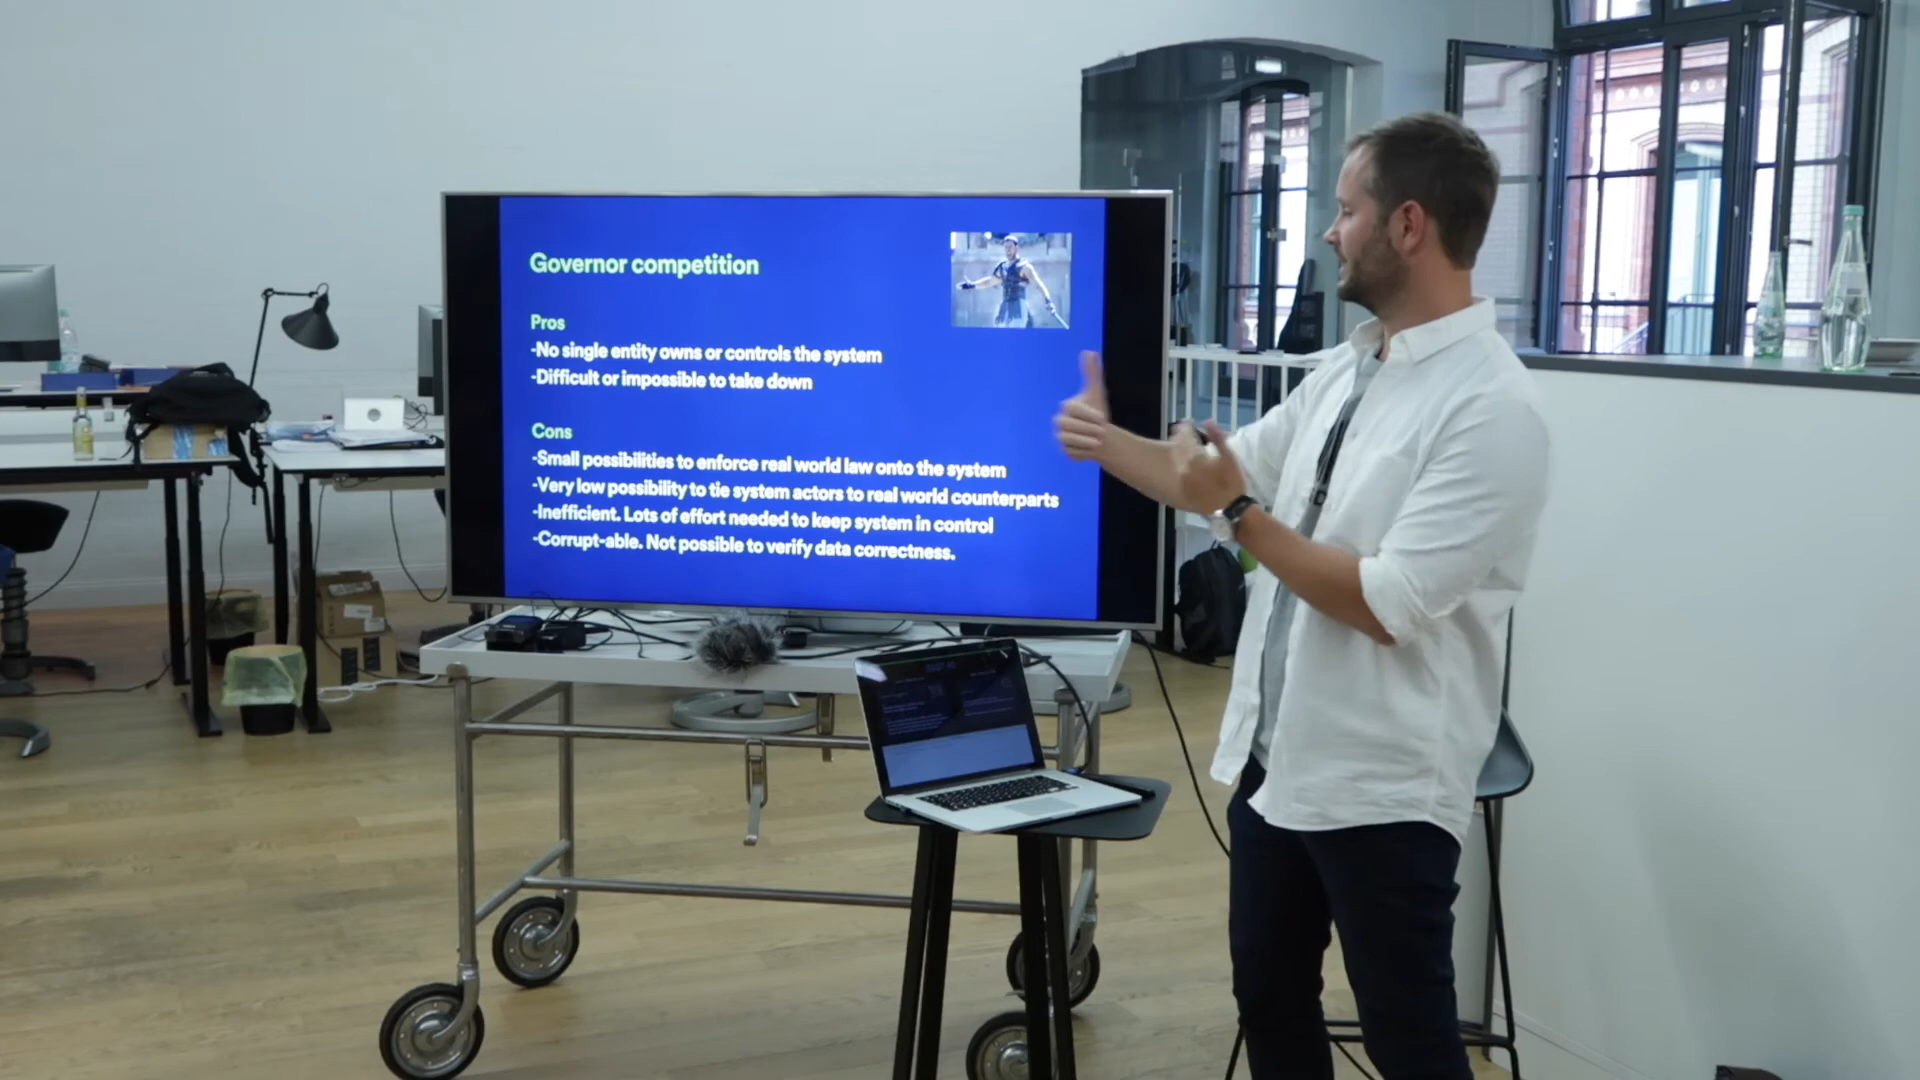 Governor competition
Pros
-No single entity owns or controls the system
-Difficult or impossible to take down
Cons
-Small possibilities to enforce real world law onto the system
-Very low possibility to tie system actors to real world counterparts
-Inefficient. Lots of effort needed to keep system in control
-Corrupt-able. Not possible to verify data correctness.